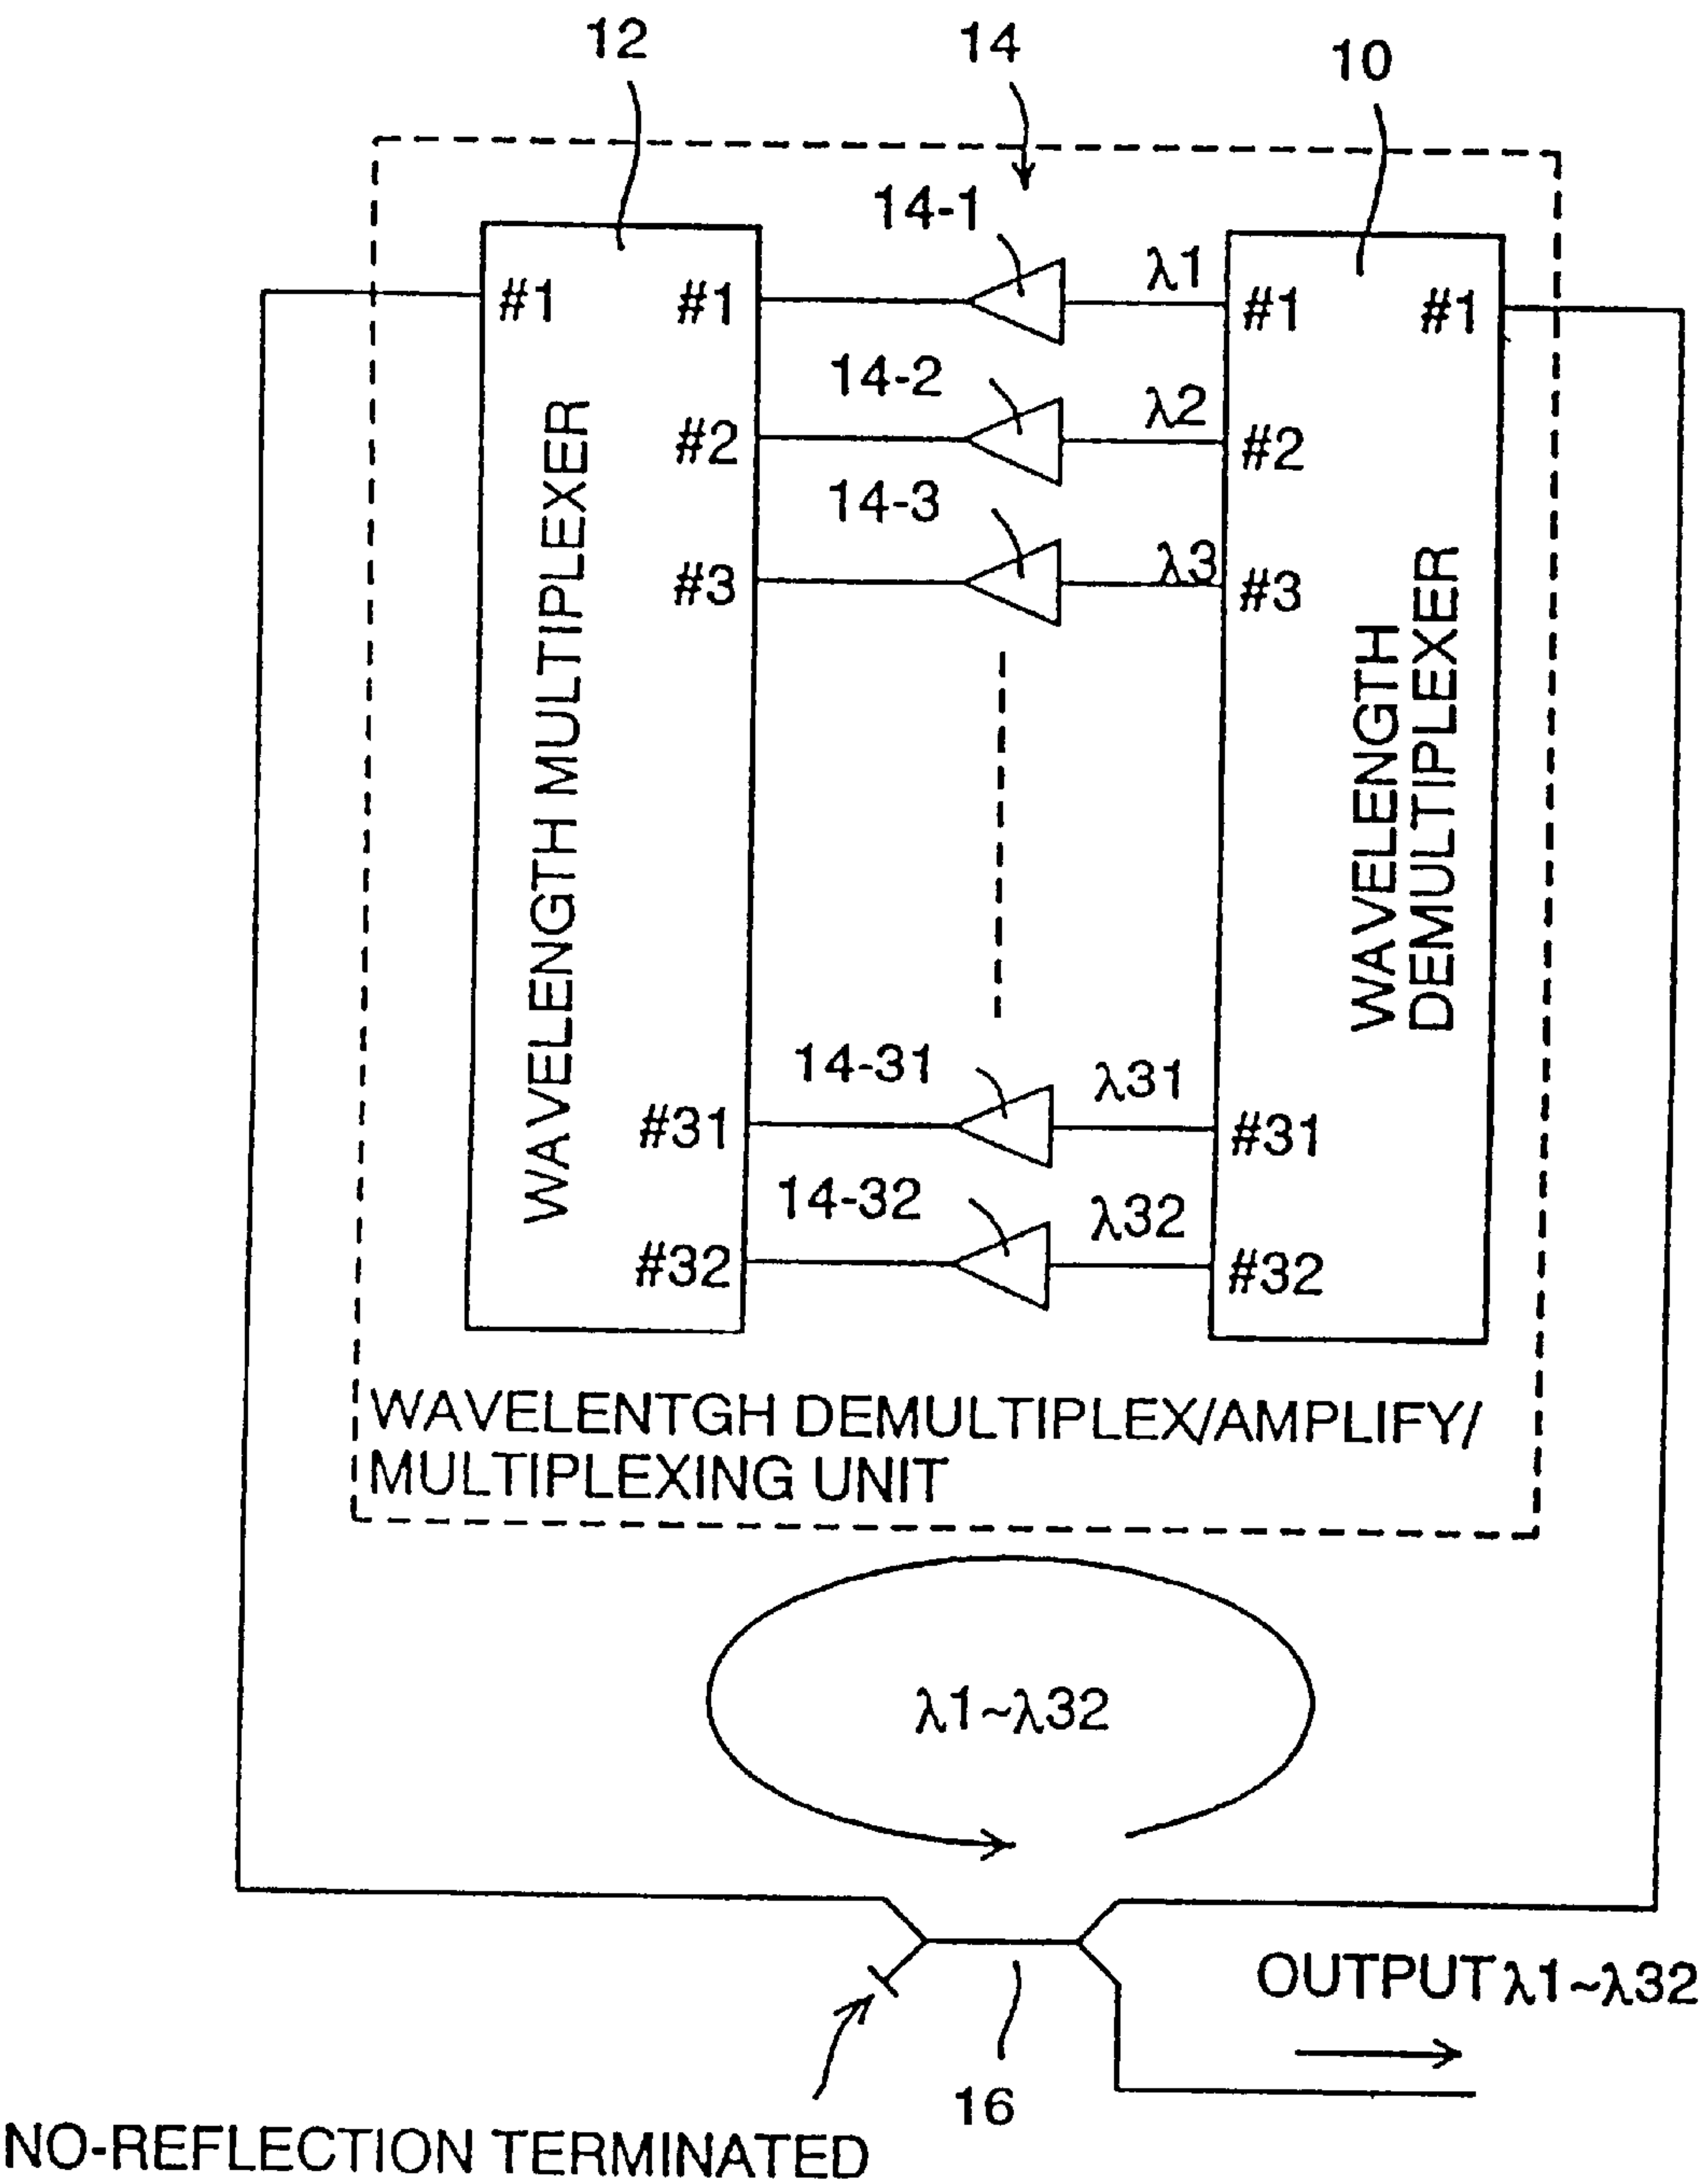 12
14
10
14-1
λ1
#1
#1
#1
#1
14-2
λ2
#2
#2
14-3
λ3
#3
#3
WAVELENGTH MULTIPLEXER
WAVELENGTH
DEMULTIPLEXER
14-31
λ31
#31
#31
14-32
λ32
#32
#32
WAVELENTGH DEMULTIPLEX/AMPLIFY/
MULTIPLEXING UNIT
λ1~λ32
OUTPUT λ1~λ32
16
NO-REFLECTION TERMINATED